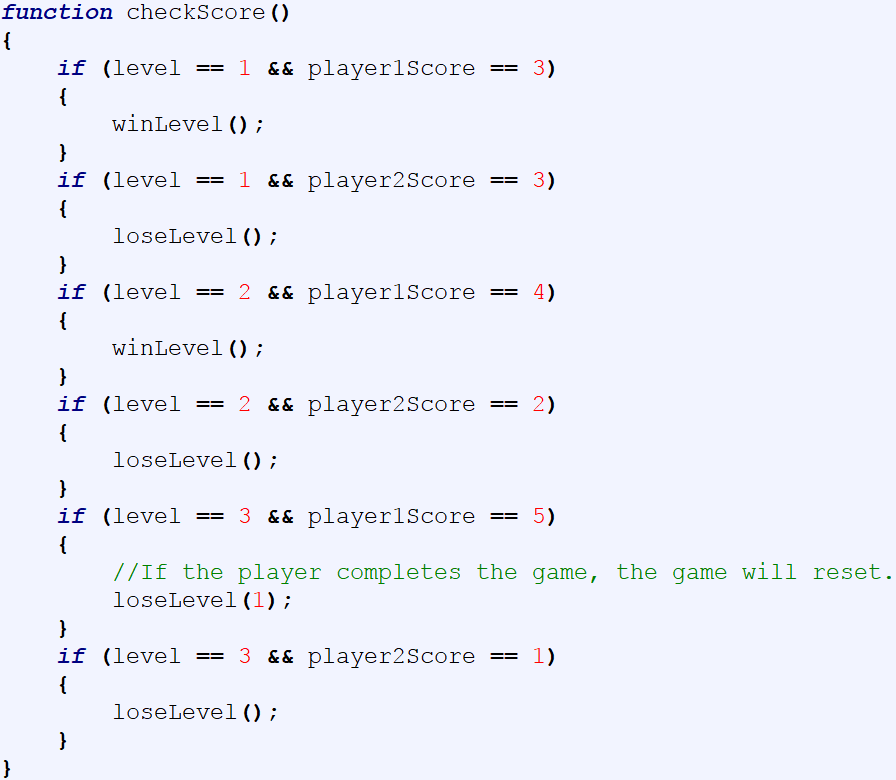 function checkScore()
{
    if (level == 1 && player1Score == 3)
    {
        winLevel();
    }
    if (level == 1 && player2Score == 3)
    {
        loseLevel();
    }
    if (level == 2 && player1Score == 4)
    {
        winLevel();
    }
    if (level == 2 && player2Score == 2)
    {
        loseLevel();
    }
    if (level == 3 && player1Score == 5)
    {
        //If the player completes the game, the game will reset.
        loseLevel(1);
    }
    if (level == 3 && player2Score == 1)
    {
        loseLevel();
    }
}